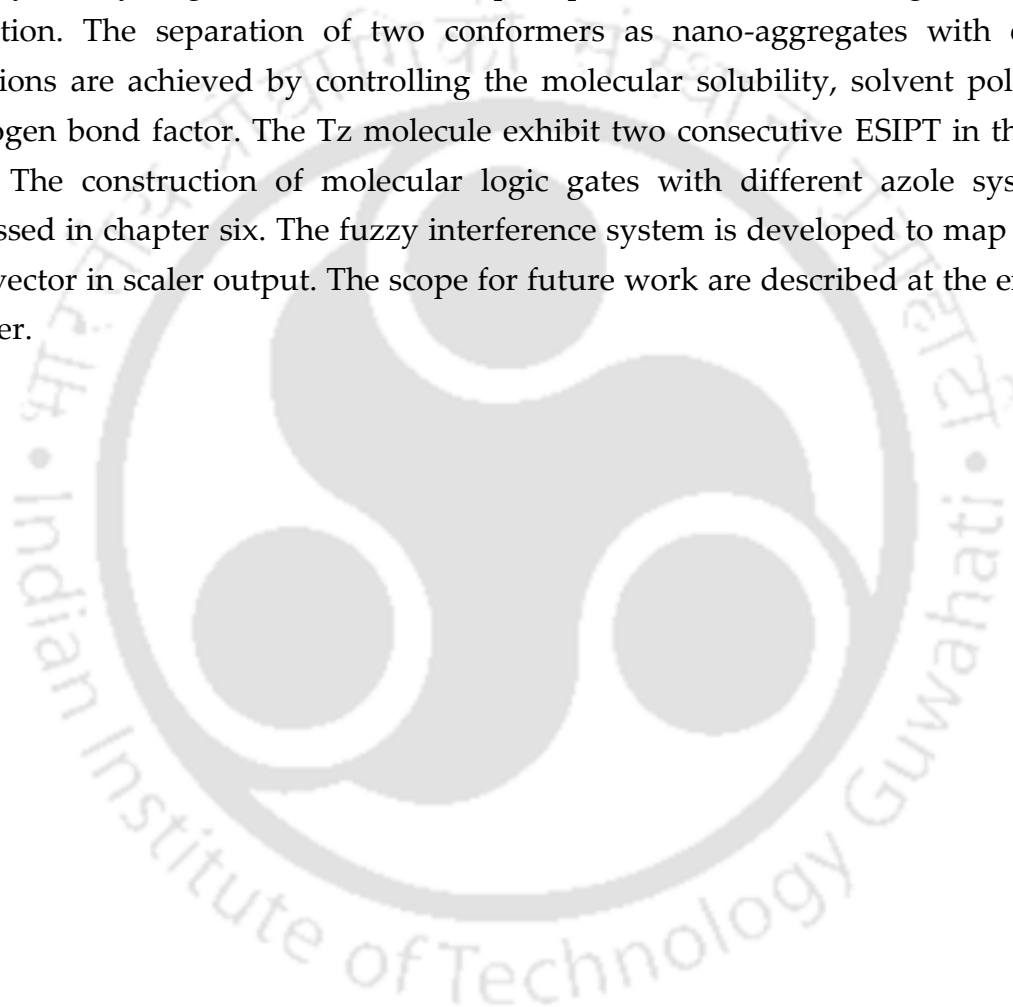 tion. The separation of two conformers as nano-aggregates with
ions are achieved by controlling the molecular solubility, solvent pol
ogen bond factor. The Tz molecule exhibit two consecutive ESIPT in th
The construction of molecular logic gates with different azole sys
ssed in chapter six. The fuzzy interference system is developed to map
vector in scaler output. The scope for future work are described at the e
er.
Indian Institute of Technology Guwahati